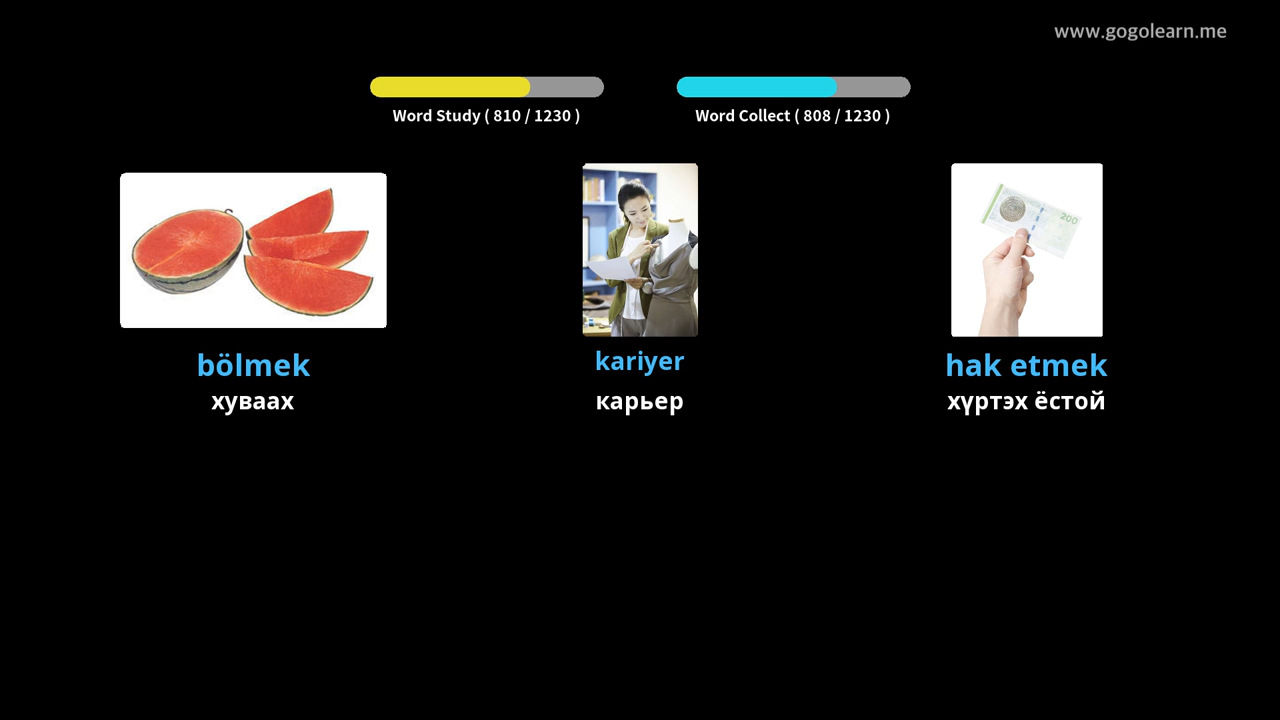 www.gogolearn.me
Word Study ( 810 / 1230 )
Word Collect ( 808 / 1230 )
200
bölmek
kariyer
hak etmek
хуваах
карьер
хүртэх ёстой